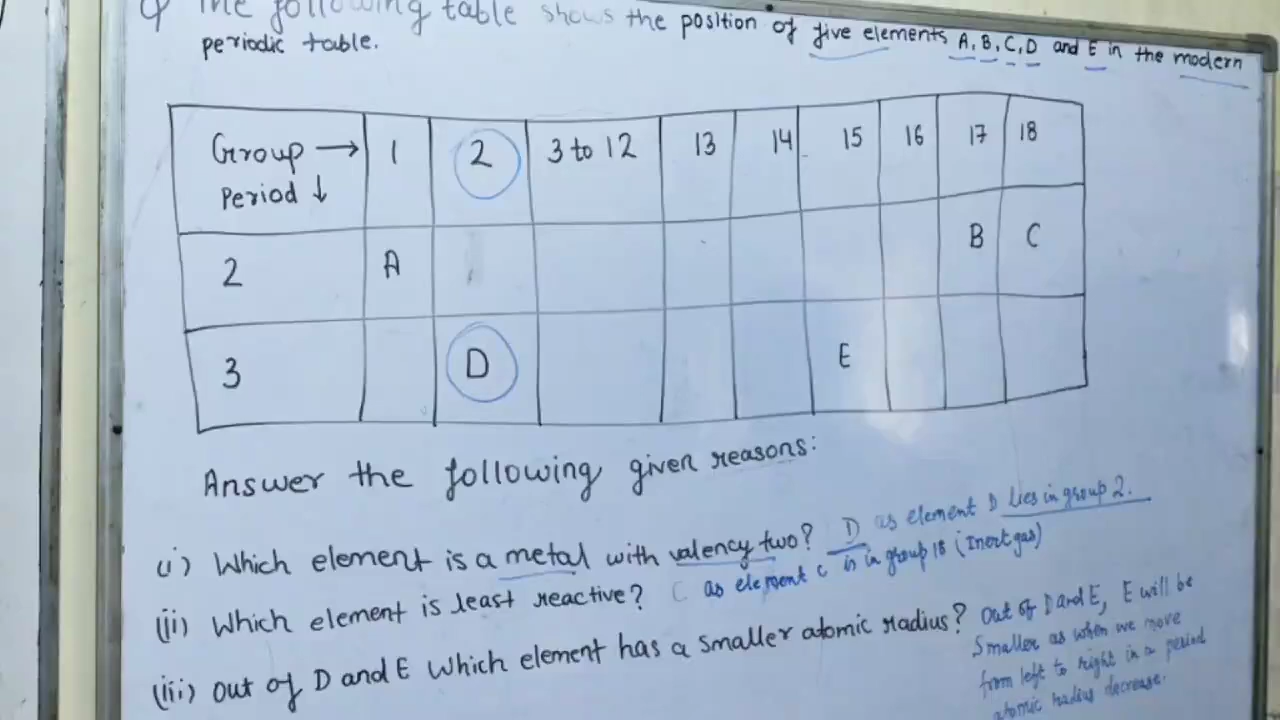 Q The following table shows the position of five elements A, B, C, D and E in the modern
periodic table.
Group → 1 2 3 to 12 13 14 15 16 17 18
Period ↓
2 A B C
3 D E
Answer the following given reasons:
(i) Which element is a metal with valency two? D as element D lies in group 2.
(ii) Which element is least reactive? C as element C is in group 18 (Inert gas)
(iii) out of D and E which element has a smaller atomic radius? Out of D and E, E will be
smaller as when we move
from left to right in a period
atomic radius decrease.